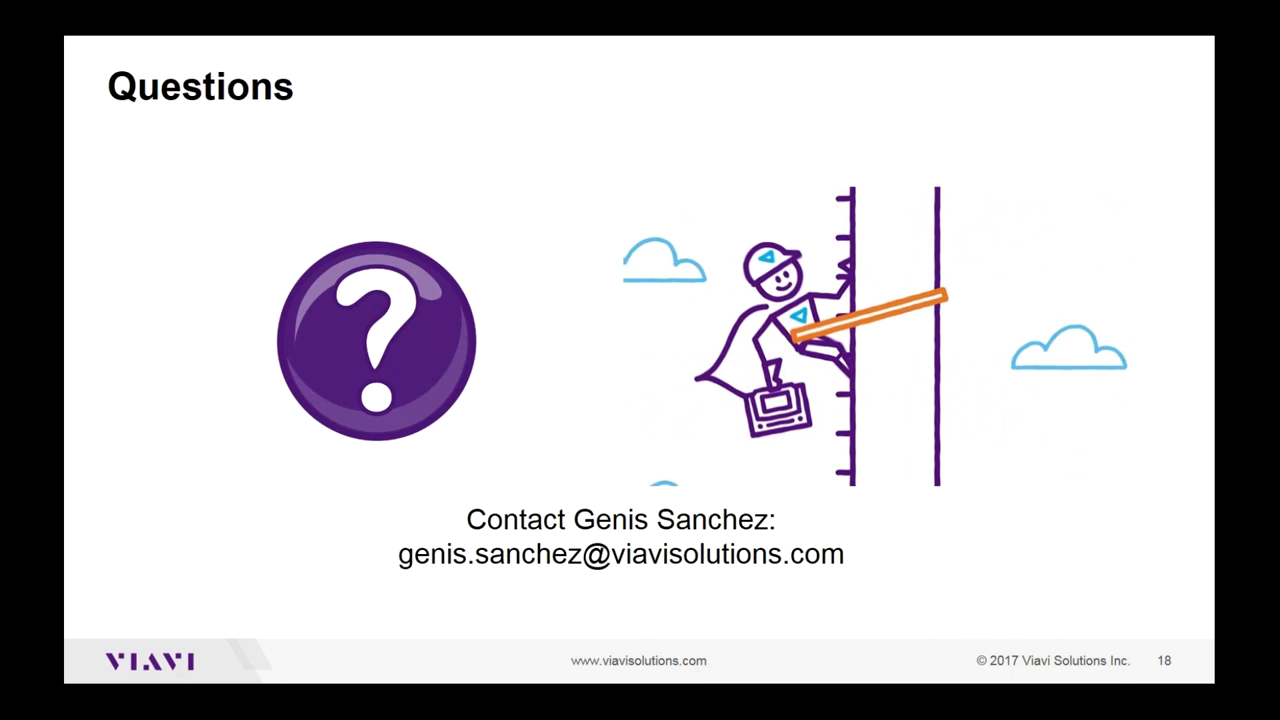 Questions
?
Contact Genis Sanchez:
genis.sanchez@viavisolutions.com
VIAVI
www.viavisolutions.com
© 2017 Viavi Solutions Inc.
18